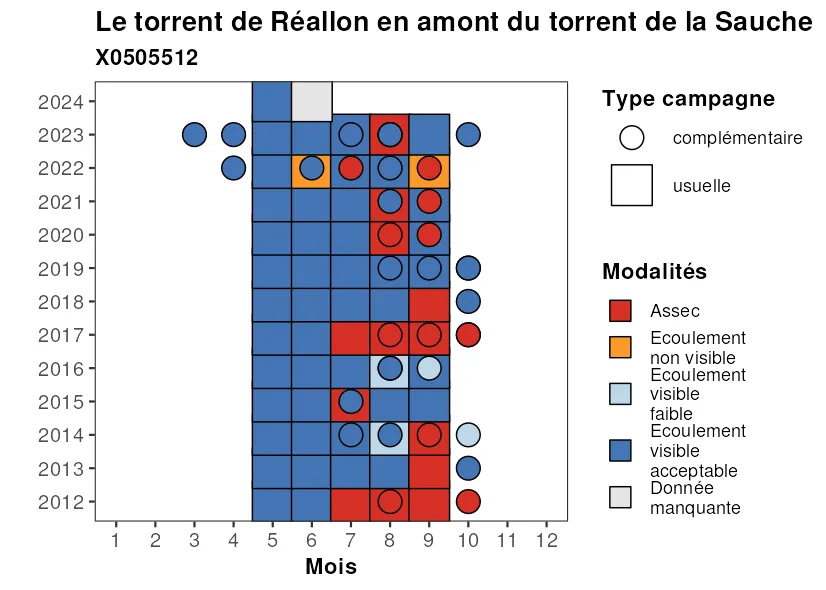 Le torrent de Réallon en amont du torrent de la Sauche
X0505512
2024
2023
2022
2021
2020
2019
2018
2017
2016
2015
2014
2013
2012
1 2 3 4 5 6 7 8 9 10 11 12
Mois
Type campagne
complémentaire
usuelle
Modalités
Assec
Ecoulement
non visible
Ecoulement
visible
faible
Ecoulement
visible
acceptable
Donnée
manquante